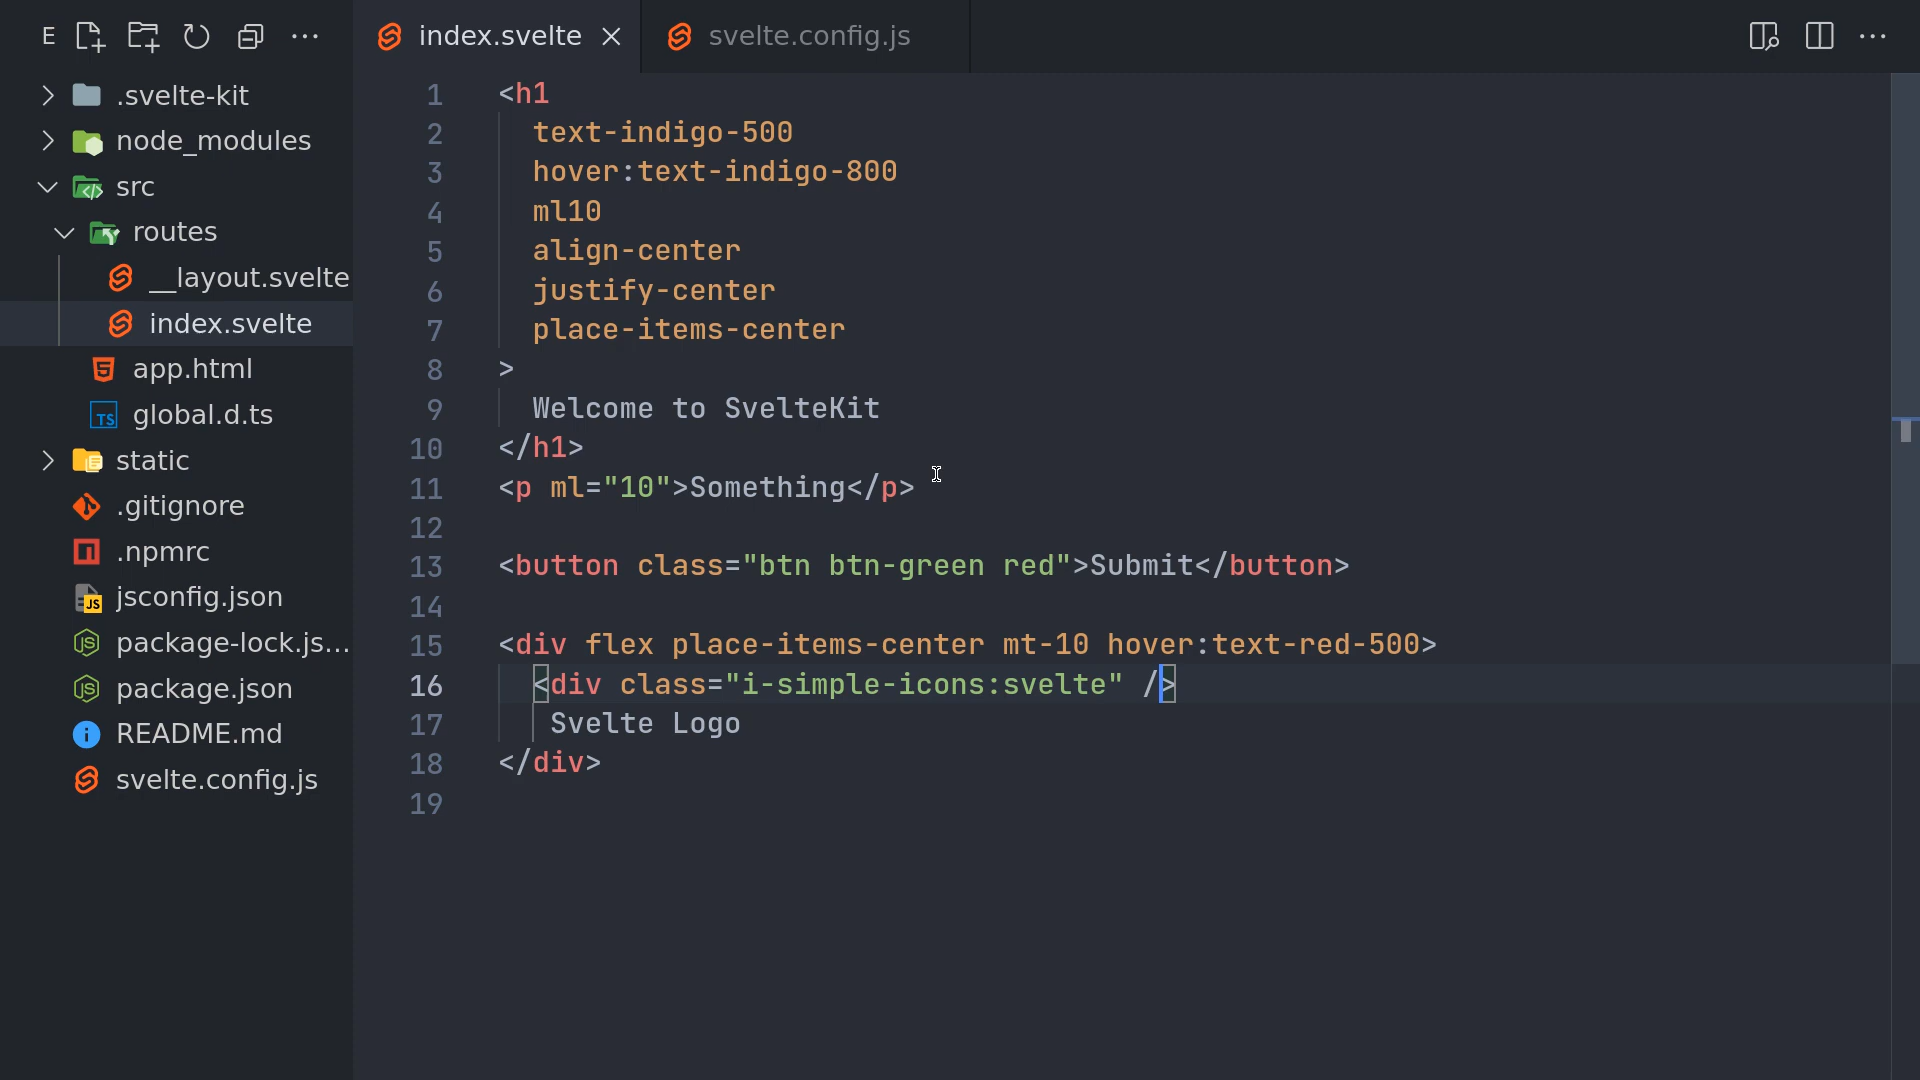 E
index.svelte
svelte.config.js
.svelte-kit
node_modules
src
routes
__layout.svelte
index.svelte
app.html
TS global.d.ts
static
.gitignore
.npmrc
JS jsconfig.json
package-lock.js...
package.json
README.md
svelte.config.js
1 <h1
2 text-indigo-500
3 hover:text-indigo-800
4 ml10
5 align-center
6 justify-center
7 place-items-center
8 >
9 Welcome to SvelteKit
10 </h1>
11 <p ml="10">Something</p>
12
13 <button class="btn btn-green red">Submit</button>
14
15 <div flex place-items-center mt-10 hover:text-red-500>
16 <div class="i-simple-icons:svelte" />
17 Svelte Logo
18 </div>
19